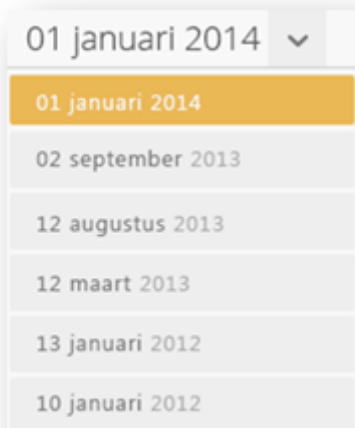 01 januari 2014
01 januari 2014
02 september 2013
12 augustus 2013
12 maart 2013
13 januari 2012
10 januari 2012